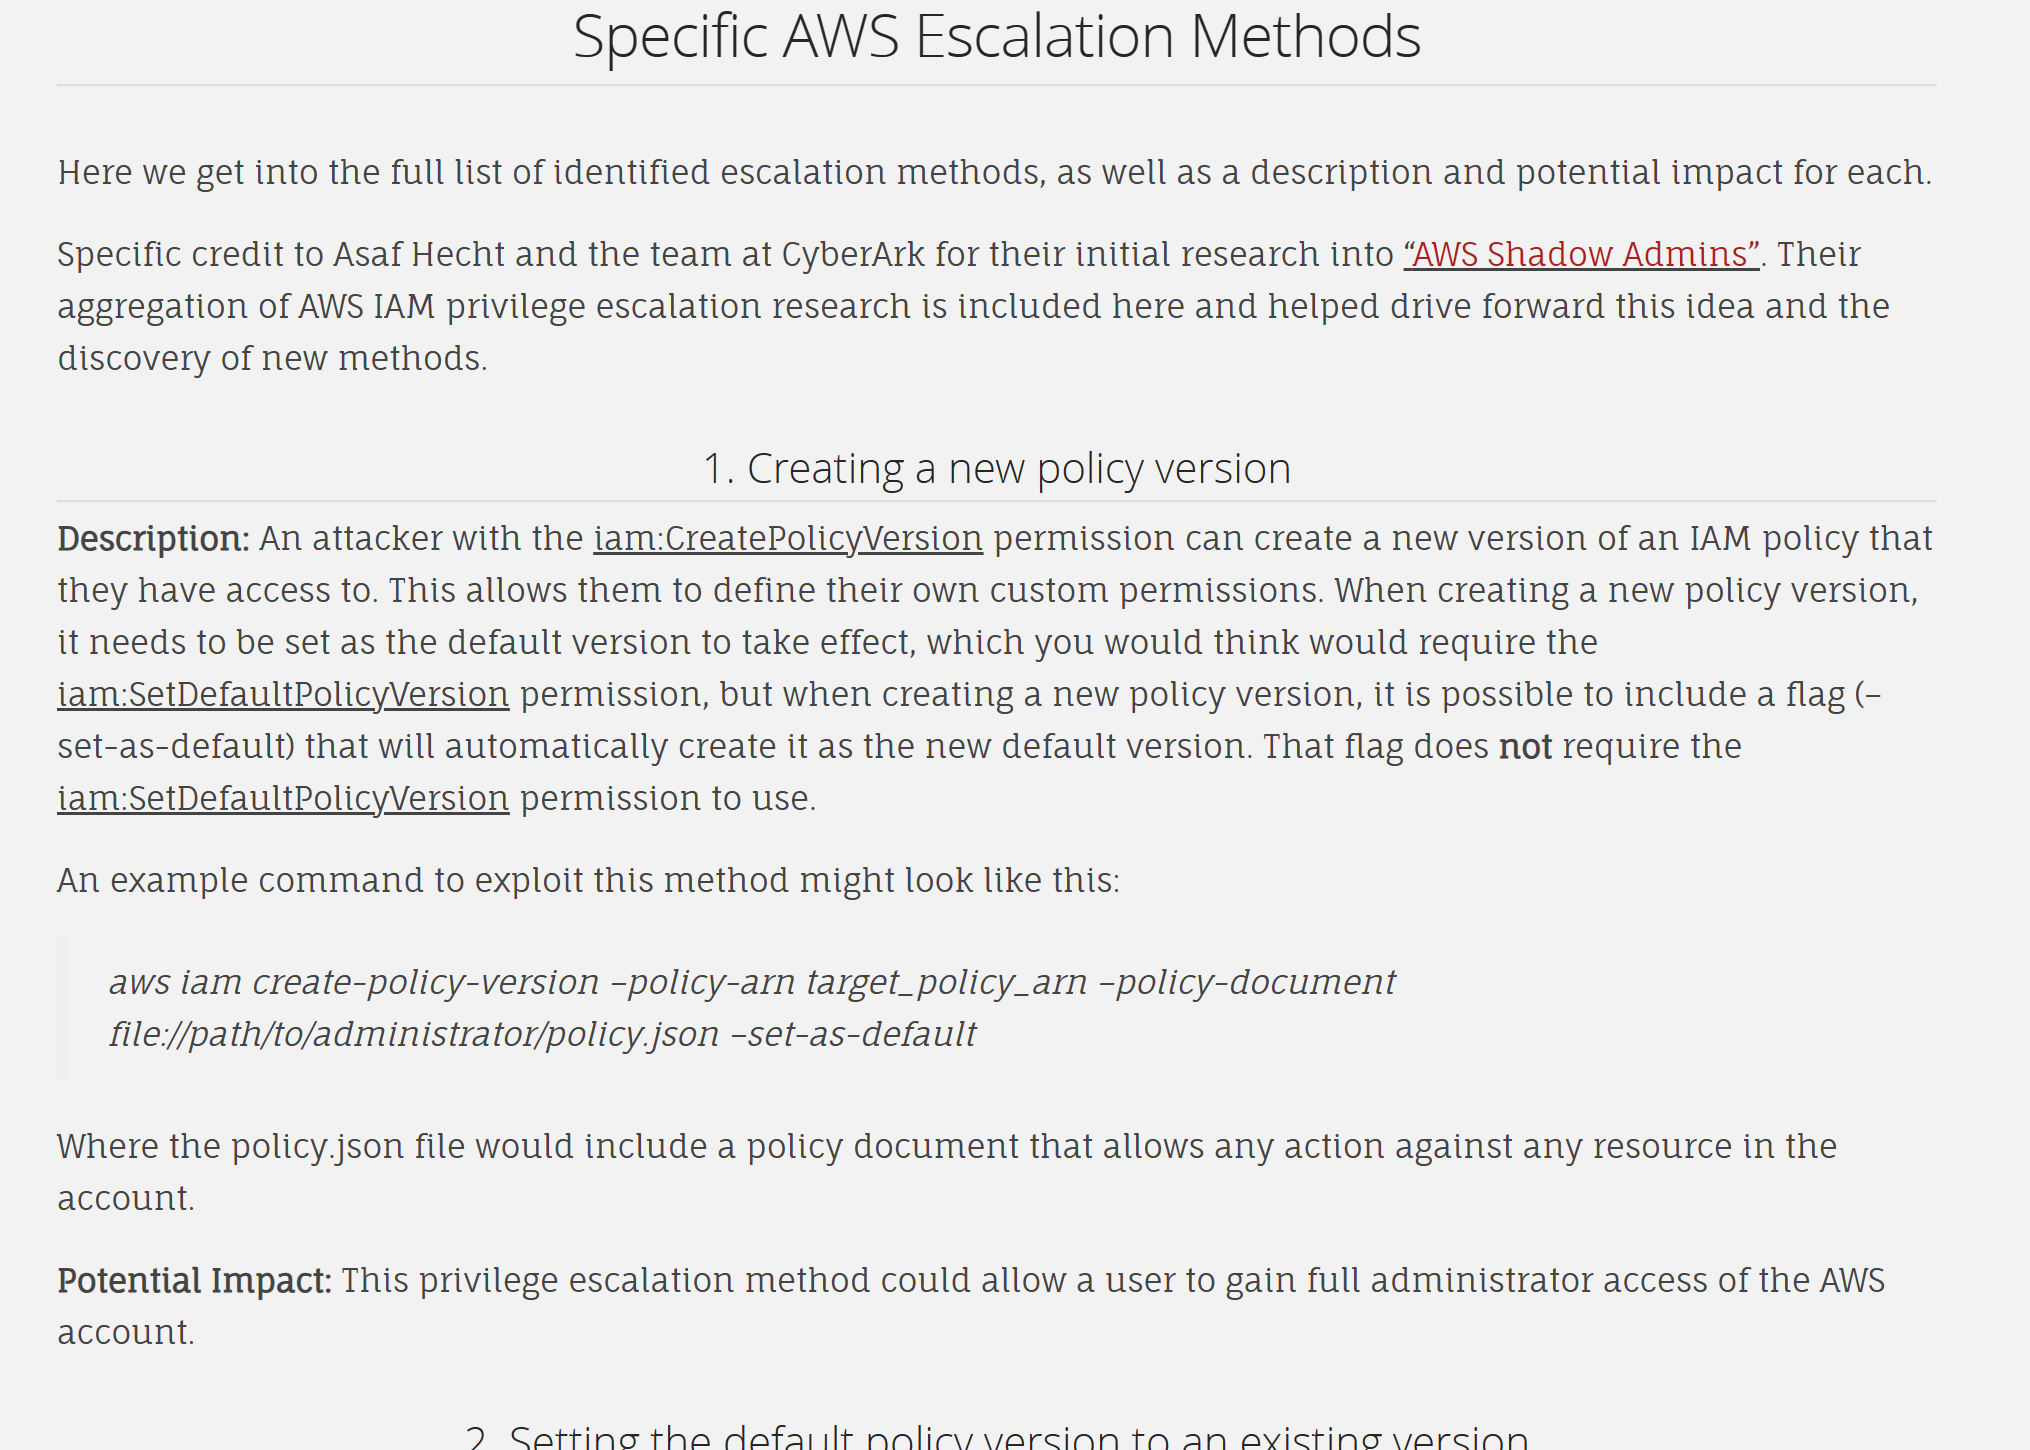 Specific AWS Escalation Methods
Here we get into the full list of identified escalation methods, as well as a description and potential impact for each.
Specific credit to Asaf Hecht and the team at CyberArk for their initial research into “AWS Shadow Admins”. Their
aggregation of AWS IAM privilege escalation research is included here and helped drive forward this idea and the
discovery of new methods.
1. Creating a new policy version
Description: An attacker with the iam:CreatePolicyVersion permission can create a new version of an IAM policy that
they have access to. This allows them to define their own custom permissions. When creating a new policy version,
it needs to be set as the default version to take effect, which you would think would require the
iam:SetDefaultPolicyVersion permission, but when creating a new policy version, it is possible to include a flag (–
set-as-default) that will automatically create it as the new default version. That flag does not require the
iam:SetDefaultPolicyVersion permission to use.
An example command to exploit this method might look like this:
aws iam create-policy-version –policy-arn target_policy_arn –policy-document
file://path/to/administrator/policy.json –set-as-default
Where the policy.json file would include a policy document that allows any action against any resource in the
account.
Potential Impact: This privilege escalation method could allow a user to gain full administrator access of the AWS
account.
2. Setting the default policy version to an existing version